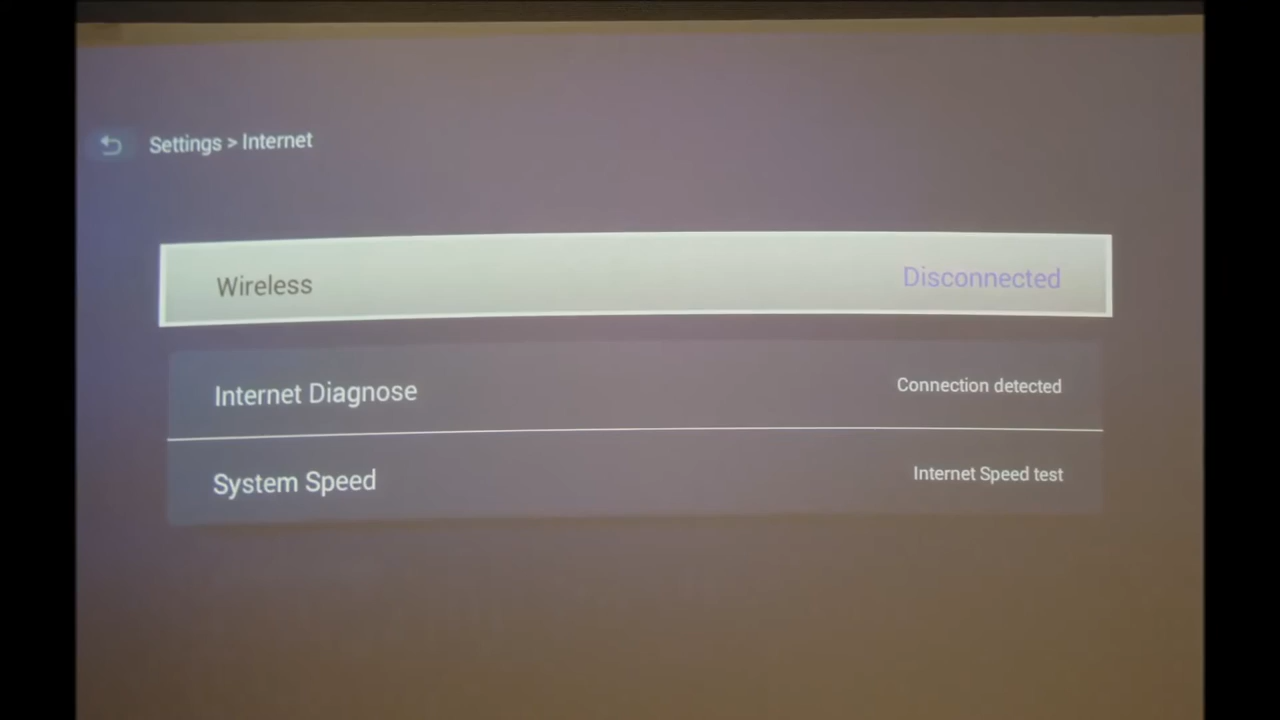 Settings > Internet
Wireless Disconnected
Internet Diagnose Connection detected
System Speed Internet Speed test